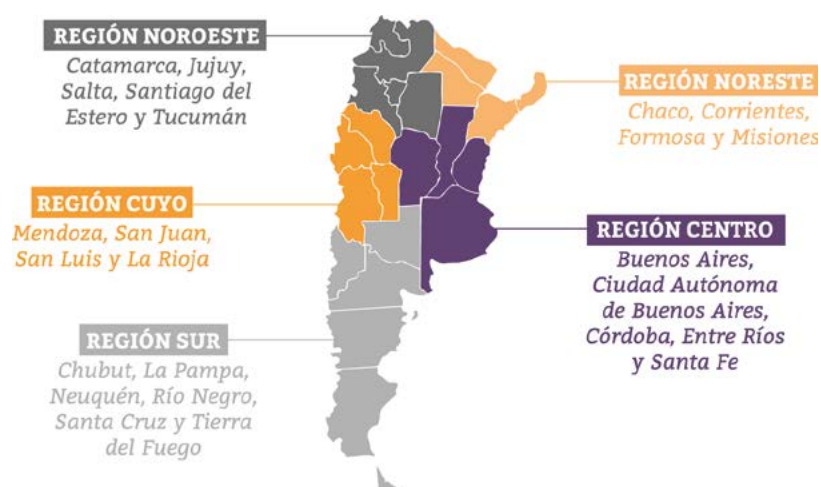 REGIÓN NOROESTE
Catamarca, Jujuy,
Salta, Santiago del
Estero y Tucumán
REGIÓN NORESTE
Chaco, Corrientes,
Formosa y Misiones
REGIÓN CUYO
Mendoza, San Juan,
San Luis y La Rioja
REGIÓN CENTRO
Buenos Aires,
Ciudad Autónoma
de Buenos Aires,
Córdoba, Entre Ríos
y Santa Fe
REGIÓN SUR
Chubut, La Pampa,
Neuquén, Río Negro,
Santa Cruz y Tierra
del Fuego